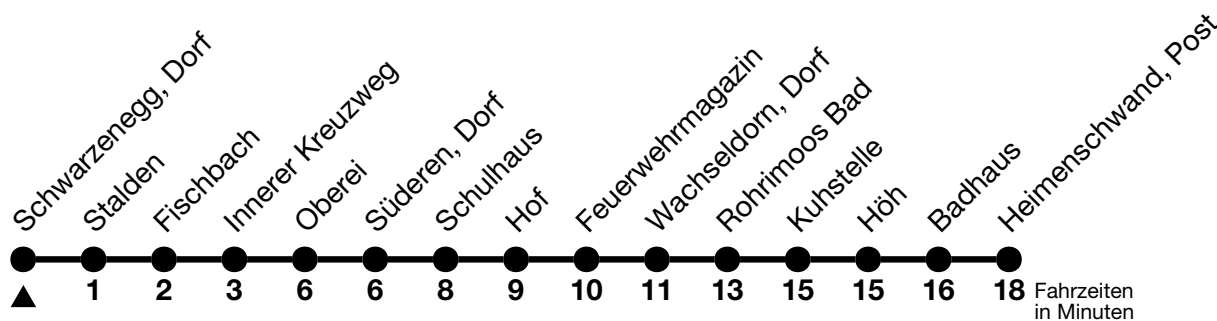 Schwarzenegg, Dorf
Stalden
Fischbach
Innerer Kreuzweg
Oberei
Süderen, Dorf
Schulhaus
Hof
Feuerwehrmagazin
Wachseldorn, Dorf
Rohrimoos Bad
Kuhstelle
Höh
Badhaus
Heimenschwand, Post
1 2 3 6 6 8 9 10 11 13 15 15 16 18 Fahrzeiten
in Minuten